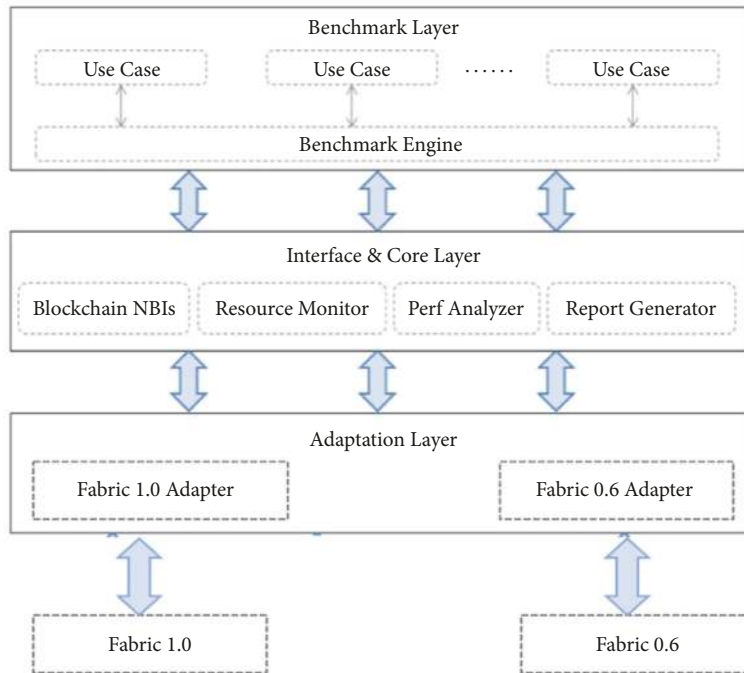 Benchmark Layer
Use Case Use Case ...... Use Case
Benchmark Engine
Interface & Core Layer
Blockchain NBIs Resource Monitor Perf Analyzer Report Generator
Adaptation Layer
Fabric 1.0 Adapter Fabric 0.6 Adapter
Fabric 1.0 Fabric 0.6